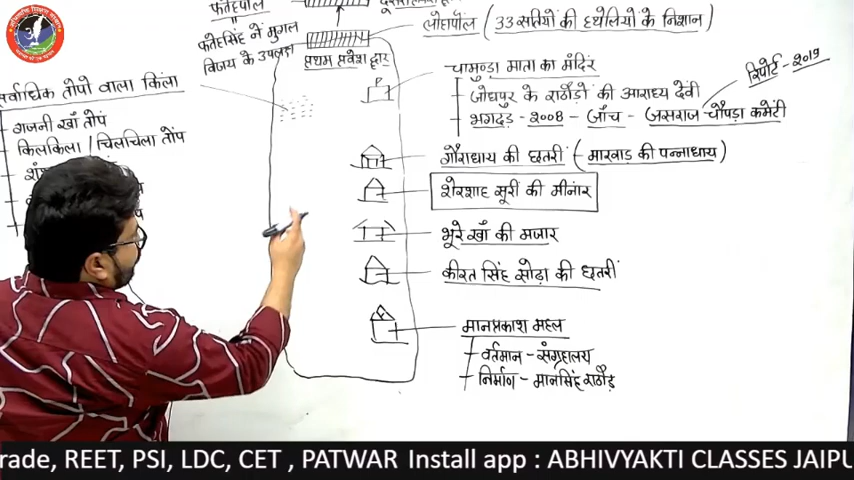 फतेहपोल
फतेहसिंह नें मुगल
विजय के उपलक्ष
लोहापोल (33 सतियों की हथेलियों के निशान)
प्रथम प्रवेश द्वार
चामुण्डा माता का मंदिर
जोधपुर के राठौडों की आराध्य देवी
भगदड़ - 2008 - जाँच - जसराज चौपड़ा कमेटी
रिपोर्ट - 2019
र्वाधिक तोपो वाला किला
गजनी खाँ तोप
किलकिला / चिलचिला तोप
गौराधाय की छतरी (मारवाड की पन्नाधाय)
शेरशाह सूरी की मीनार
भूरे खाँ की मजार
कीरत सिंह सोढ़ा की छतरीं
मानप्रकाश महल
वर्तमान - संग्रहालय
निर्माण - मानसिंह राठौड़
rade, REET, PSI, LDC, CET , PATWAR Install app : ABHIVYAKTI CLASSES JAIPU